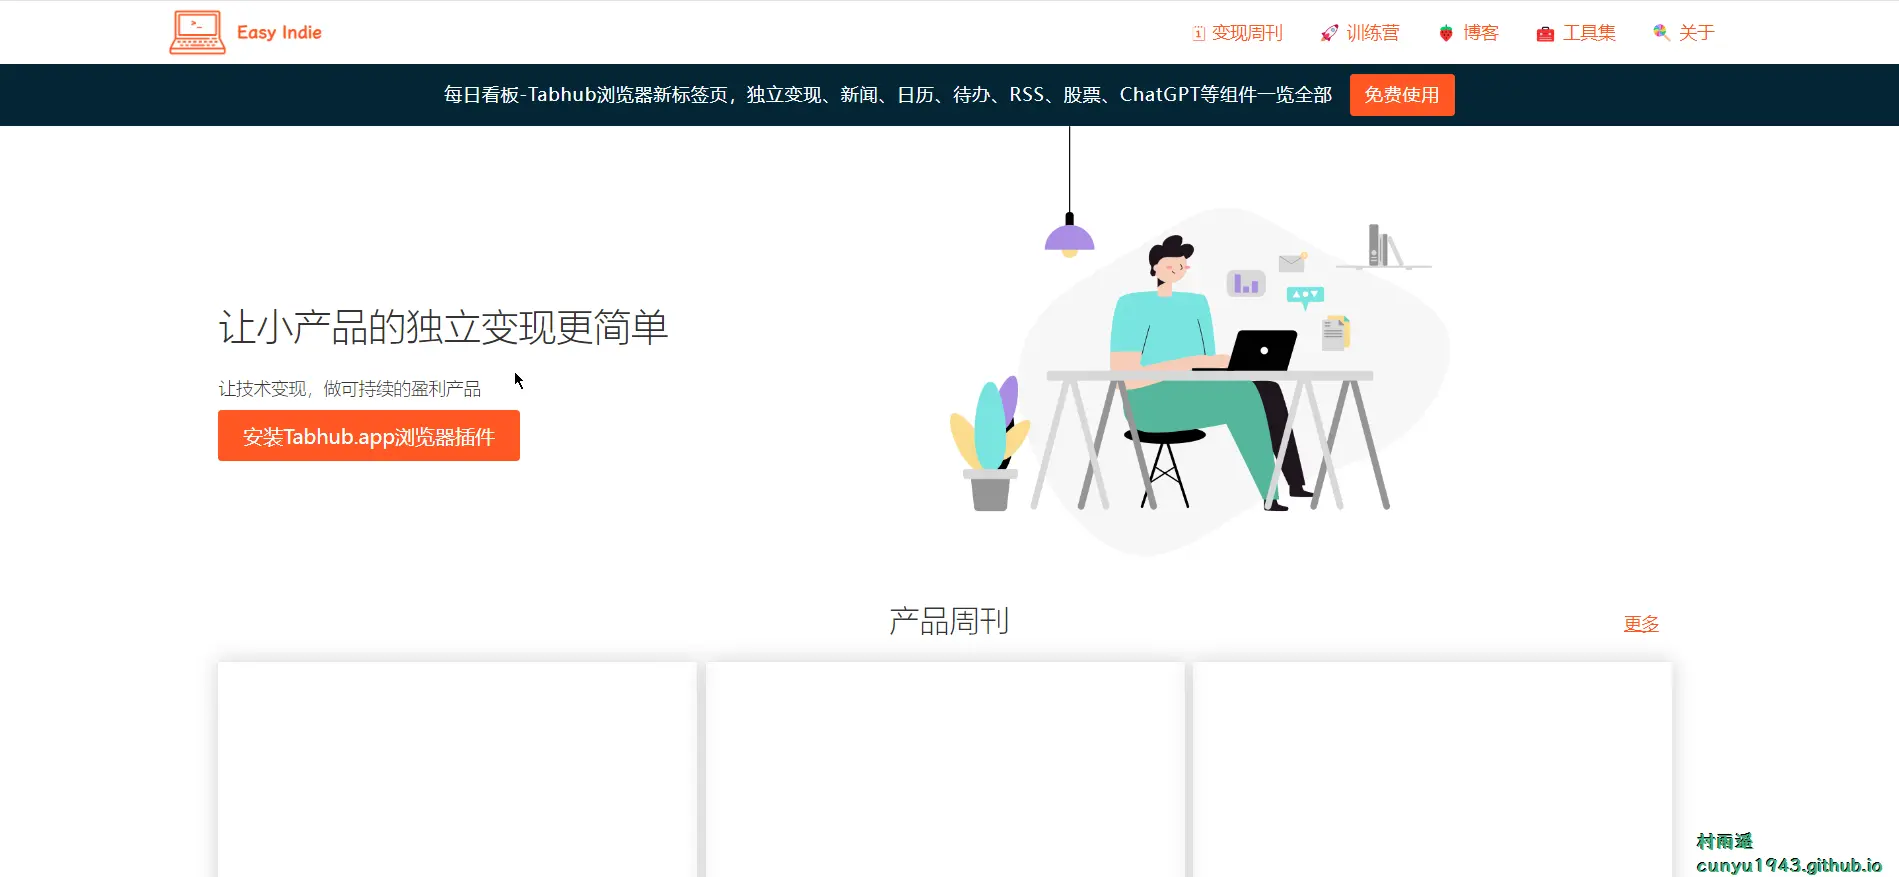 Easy Indie
变现周刊
训练营
博客
工具集
关于
每日看板-Tabhub浏览器新标签页，独立变现、新闻、日历、待办、RSS、股票、ChatGPT等组件一览全部
免费使用
让小产品的独立变现更简单
让技术变现，做可持续的盈利产品
安装Tabhub.app浏览器插件
产品周刊
更多
村雨遥
cunyu1943.github.io